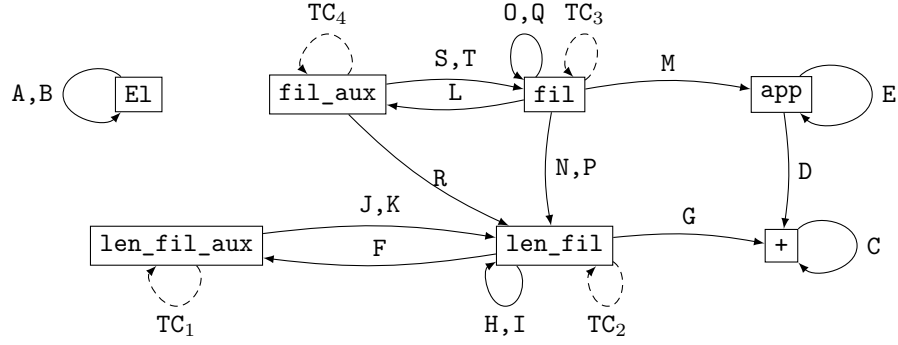 TC₄
O,Q
TC₃
S,T
M
A,B
El
fil_aux
L
fil
app
E
R
N,P
D
J,K
G
len_fil_aux
F
len_fil
+
C
TC₁
H,I
TC₂